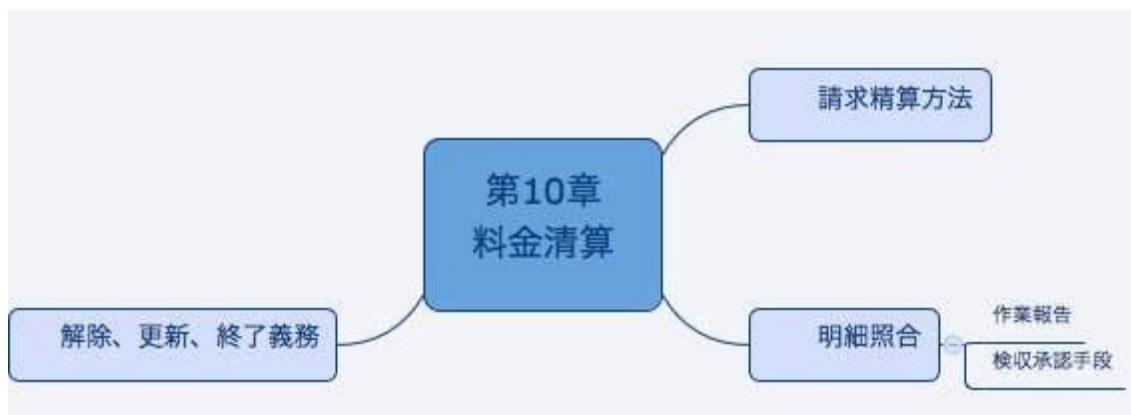 第10章
料金清算
請求精算方法
明細照合
作業報告
検収承認手段
解除、更新、終了義務